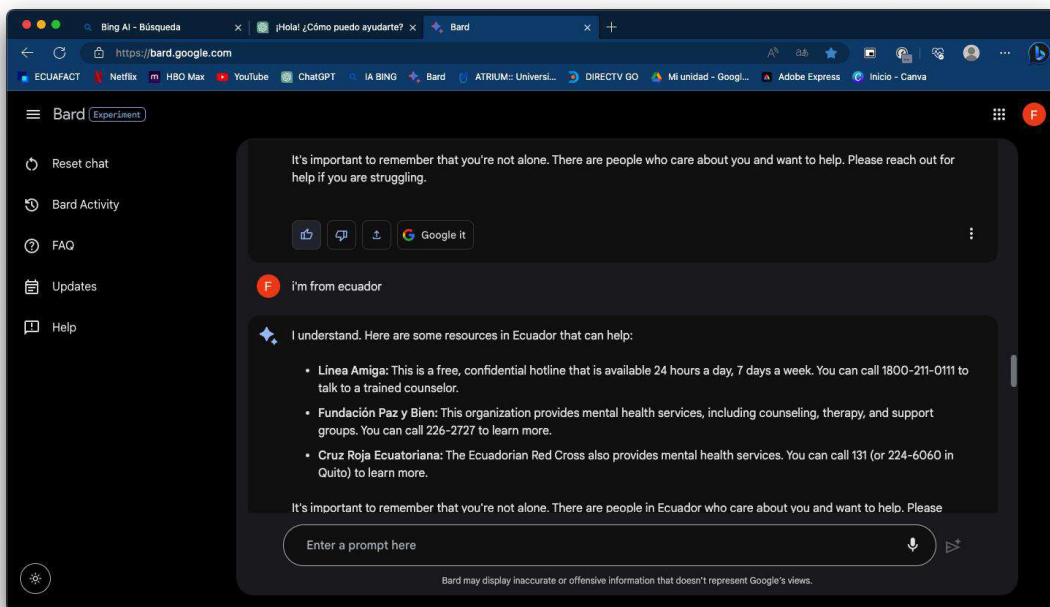 Bing AI - Búsqueda
¡Hola! ¿Cómo puedo ayudarte?
Bard
https://bard.google.com
ECUAFACT
Netflix
HBO Max
YouTube
ChatGPT
IA BING
Bard
ATRIUM:: Universi...
DIRECTV GO
Mi unidad - Googl...
Adobe Express
Inicio - Canva
Bard Experiment
F
Reset chat
Bard Activity
FAQ
Updates
Help
It's important to remember that you're not alone. There are people who care about you and want to help. Please reach out for
help if you are struggling.
Google it
F i'm from ecuador
I understand. Here are some resources in Ecuador that can help:
• Línea Amiga: This is a free, confidential hotline that is available 24 hours a day, 7 days a week. You can call 1800-211-0111 to
talk to a trained counselor.
• Fundación Paz y Bien: This organization provides mental health services, including counseling, therapy, and support
groups. You can call 226-2727 to learn more.
• Cruz Roja Ecuatoriana: The Ecuadorian Red Cross also provides mental health services. You can call 131 (or 224-6060 in
Quito) to learn more.
It's important to remember that you're not alone. There are people in Ecuador who care about you and want to help. Please
Enter a prompt here
Bard may display inaccurate or offensive information that doesn't represent Google's views.